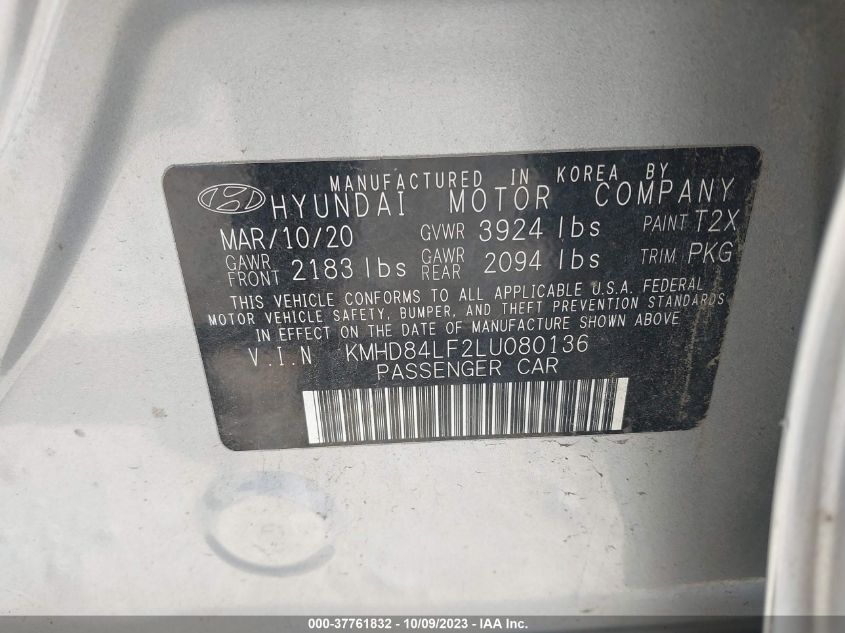 MANUFACTURED IN KOREA BY
HYUNDAI MOTOR COMPANY
MAR/10/20 GVWR 3924 lbs PAINT T2X
GAWR FRONT 2183 lbs GAWR REAR 2094 lbs TRIM PKG
THIS VEHICLE CONFORMS TO ALL APPLICABLE U.S.A. FEDERAL
MOTOR VEHICLE SAFETY, BUMPER, AND THEFT PREVENTION STANDARDS
IN EFFECT ON THE DATE OF MANUFACTURE SHOWN ABOVE
V.I.N KMHD84LF2LU080136
PASSENGER CAR
000-37761832 - 10/09/2023 - IAA Inc.